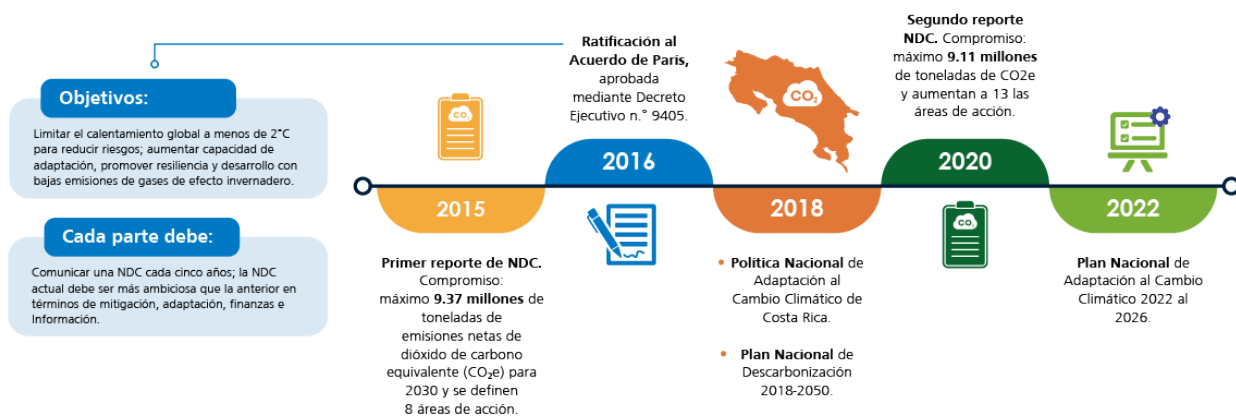 Objetivos:
Limitar el calentamiento global a menos de 2°C
para reducir riesgos; aumentar capacidad de
adaptación, promover resiliencia y desarrollo con
bajas emisiones de gases de efecto invernadero.
Cada parte debe:
Comunicar una NDC cada cinco años; la NDC
actual debe ser más ambiciosa que la anterior en
términos de mitigación, adaptación, finanzas e
Información.
CO₂
2015
Primer reporte de NDC.
Compromiso:
máximo 9.37 millones de
toneladas de
emisiones netas de
dióxido de carbono
equivalente (CO₂e) para
2030 y se definen
8 áreas de acción.
Ratificación al
Acuerdo de París,
aprobada
mediante Decreto
Ejecutivo n.° 9405.
2016
CO₂
2018
• Política Nacional de
Adaptación al
Cambio Climático de
Costa Rica.
• Plan Nacional de
Descarbonización
2018-2050.
Segundo reporte
NDC. Compromiso:
máximo 9.11 millones
de toneladas de CO2e
y aumentan a 13 las
áreas de acción.
2020
CO₂
2022
Plan Nacional de
Adaptación al Cambio
Climático 2022 al
2026.